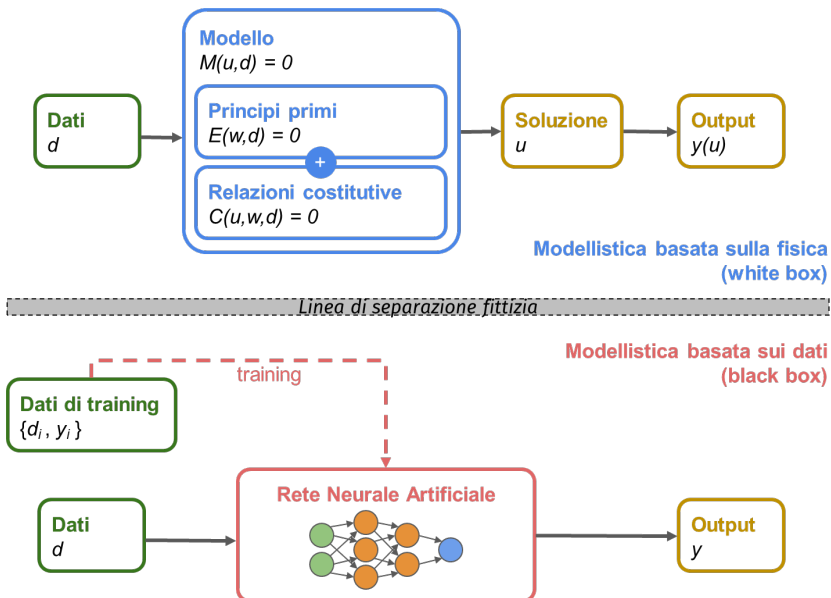 Modello
M(u,d) = 0
Dati
d
Principi primi
E(w,d) = 0
+
Relazioni costitutive
C(u,w,d) = 0
Soluzione
u
Output
y(u)
Modellistica basata sulla fisica
(white box)
Linea di separazione fittizia
Modellistica basata sui dati
(black box)
training
Dati di training
{dᵢ , yᵢ }
Dati
d
Rete Neurale Artificiale
Output
y